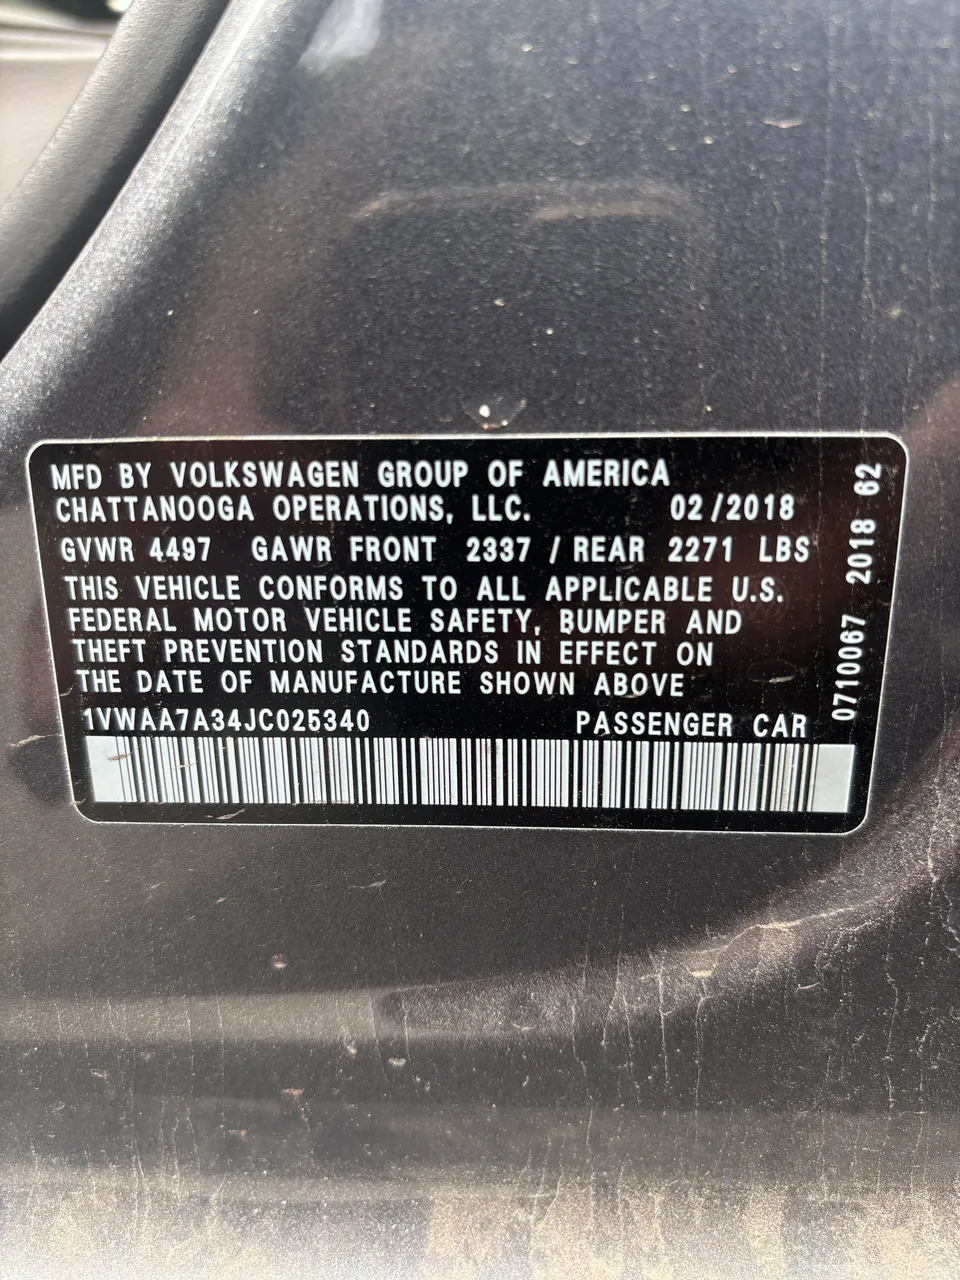 MFD BY VOLKSWAGEN GROUP OF AMERICA
CHATTANOOGA OPERATIONS, LLC. 02/2018
GVWR 4497 GAWR FRONT 2337 / REAR 2271 LBS
THIS VEHICLE CONFORMS TO ALL APPLICABLE U.S.
FEDERAL MOTOR VEHICLE SAFETY, BUMPER AND
THEFT PREVENTION STANDARDS IN EFFECT ON
THE DATE OF MANUFACTURE SHOWN ABOVE
1VWAA7A34JC025340 PASSENGER CAR
0710067 2018 62